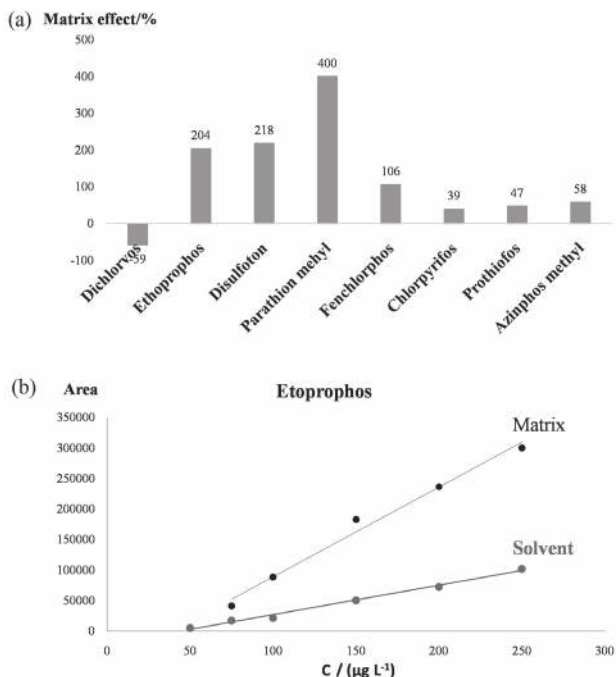 (a) Matrix effect/%
500
400
300
200
100
0
-100
-59
204
218
400
106
39
47
58
Dichlorvos
Ethoprophos
Disulfoton
Parathion mehyl
Fenchlorphos
Chlorpyrifos
Prothiofos
Azinphos methyl
(b) Area
Etoprophos
350000
300000
250000
200000
150000
100000
50000
0
Matrix
Solvent
0 50 100 150 200 250 300
C / (µg L-1)